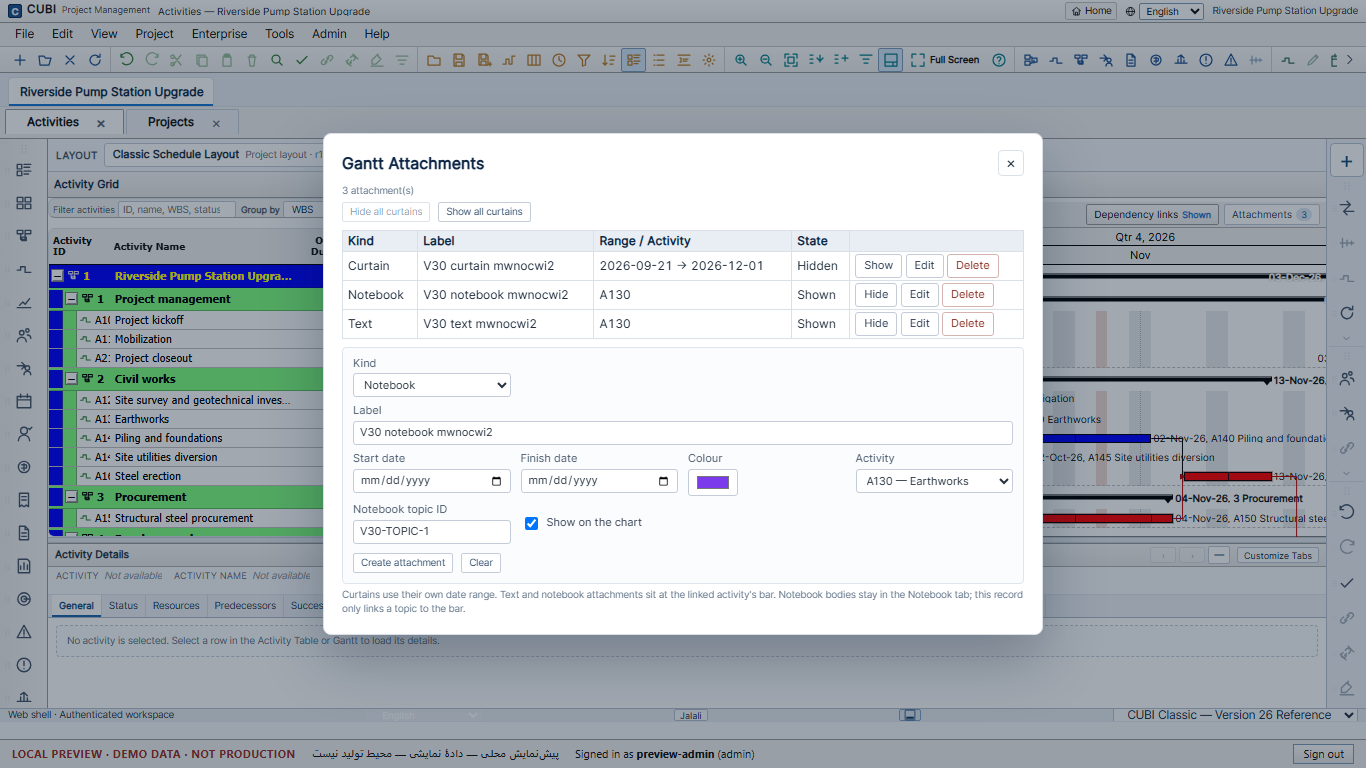 CUBI Project Management Activities — Riverside Pump Station Upgrade Home English Riverside Pump Station Upgrade
File Edit View Project Enterprise Tools Admin Help
Full Screen
Riverside Pump Station Upgrade
Activities Projects
LAYOUT Classic Schedule Layout Project layout · r1
Activity Grid
Filter activities ID, name, WBS, status Group by WBS
Dependency links Shown Attachments 3
Activity ID Activity Name
Qtr 4, 2026
Nov
1 Riverside Pump Station Upgra...
03-Dec-26
1 Project management
Project kickoff
Mobilization
Project closeout
2 Civil works
13-Nov-26,
Site survey and geotechnical inves...
Earthworks
Earthworks
Piling and foundations
02-Nov-26, A140 Piling and foundati
Site utilities diversion
2-Oct-26, A145 Site utilities diversion
Steel erection
13-Nov-26
3 Procurement
04-Nov-26, 3 Procurement
Structural steel procurement
04-Nov-26, A150 Structural stee
Gantt Attachments
3 attachment(s)
Hide all curtains Show all curtains
Kind Label Range / Activity State
Curtain V30 curtain mwnocwi2 2026-09-21 → 2026-12-01 Hidden Show Edit Delete
Notebook V30 notebook mwnocwi2 A130 Shown Hide Edit Delete
Text V30 text mwnocwi2 A130 Shown Hide Edit Delete
Kind
Notebook
Label
V30 notebook mwnocwi2
Start date Finish date Colour Activity
mm/dd/yyyy mm/dd/yyyy A130 — Earthworks
Notebook topic ID
V30-TOPIC-1 Show on the chart
Create attachment Clear
Curtains use their own date range. Text and notebook attachments sit at the linked activity's bar. Notebook bodies stay in the Notebook tab; this record
only links a topic to the bar.
Activity Details
Customize Tabs
ACTIVITY Not available ACTIVITY NAME Not available
General Status Resources Predecessors Succes
No activity is selected. Select a row in the Activity Table or Gantt to load its details.
Web shell · Authenticated workspace English Jalali CUBI Classic — Version 26 Reference
LOCAL PREVIEW · DEMO DATA · NOT PRODUCTION پیش‌نمایش محلی — دادهٔ نمایشی — محیط تولید نیست Signed in as preview-admin (admin) Sign out